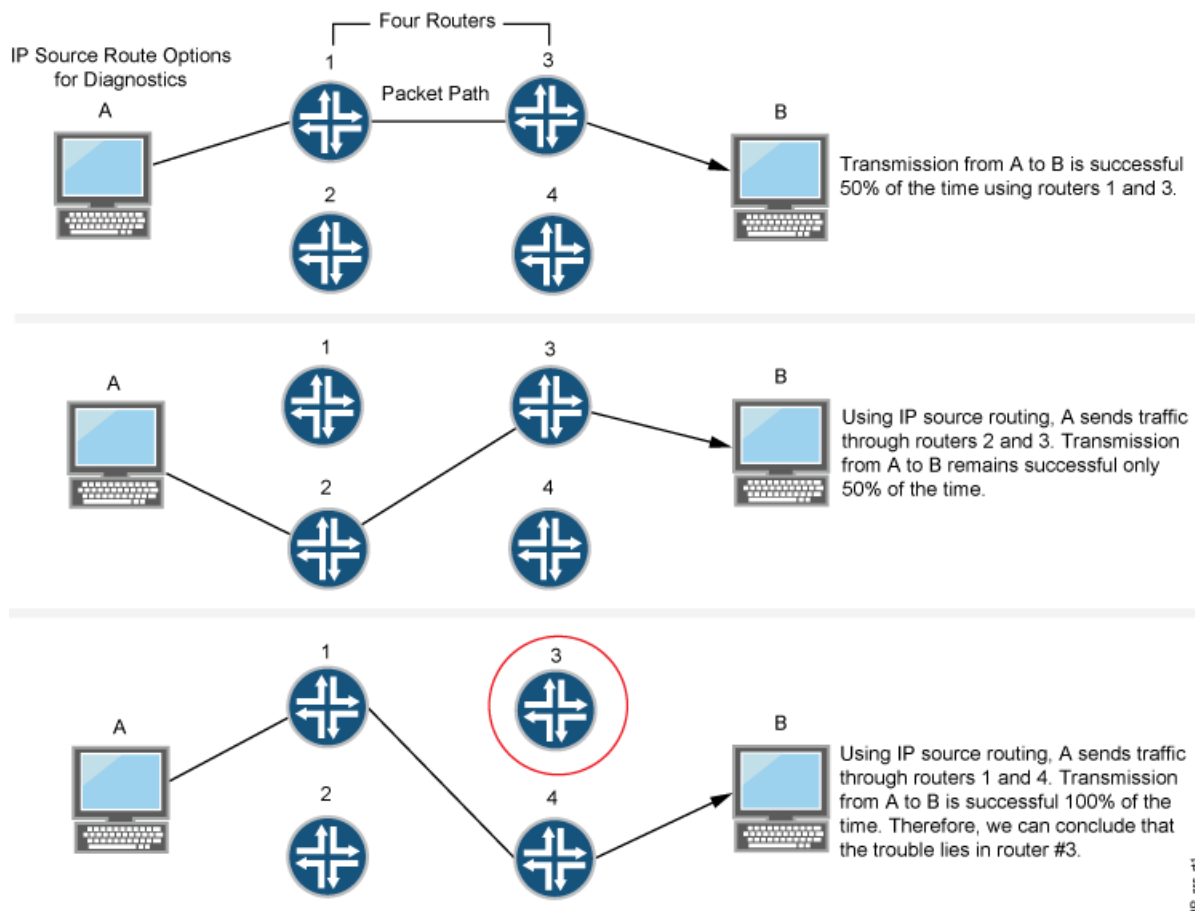 Four Routers
IP Source Route Options
for Diagnostics
A
1
3
Packet Path
B
2
4
Transmission from A to B is successful
50% of the time using routers 1 and 3.
1
3
A
B
2
4
Using IP source routing, A sends traffic
through routers 2 and 3. Transmission
from A to B remains successful only
50% of the time.
1
3
A
B
2
4
Using IP source routing, A sends traffic
through routers 1 and 4. Transmission
from A to B is successful 100% of the
time. Therefore, we can conclude that
the trouble lies in router #3.